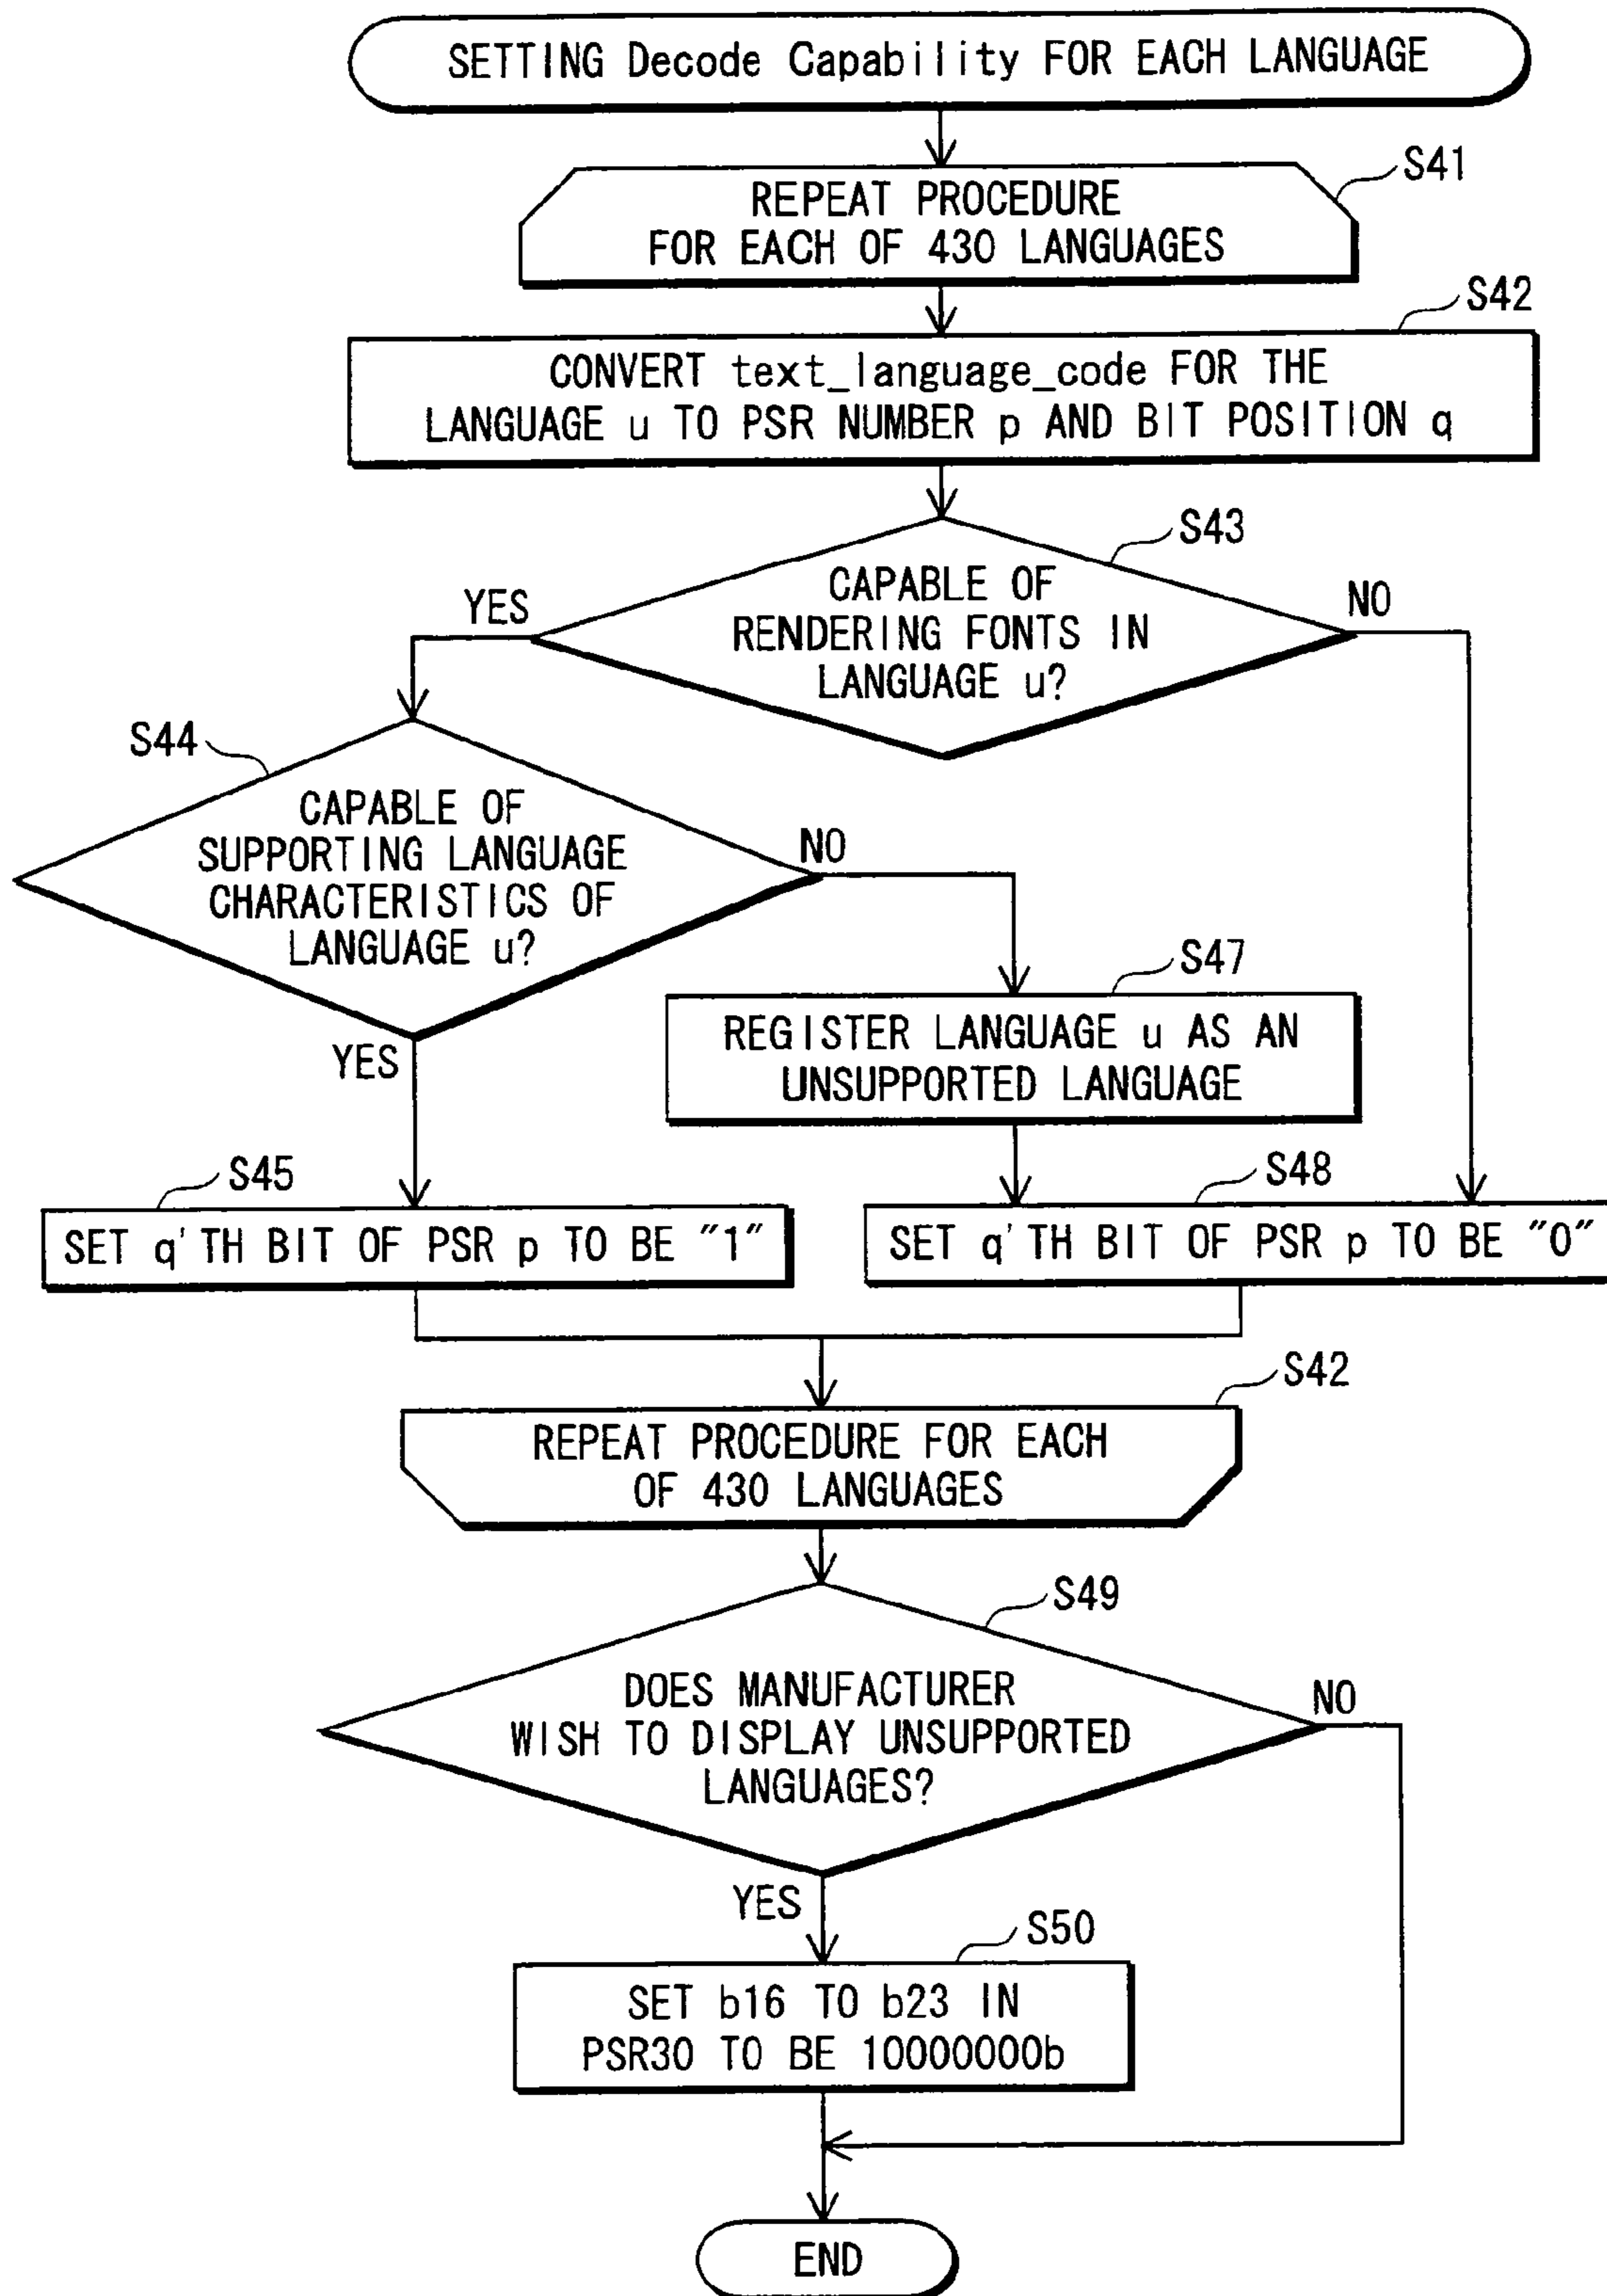 SETTING Decode Capability FOR EACH LANGUAGE
S41
REPEAT PROCEDURE
FOR EACH OF 430 LANGUAGES
S42
CONVERT text_language_code FOR THE
LANGUAGE u TO PSR NUMBER p AND BIT POSITION q
S43
CAPABLE OF
RENDERING FONTS IN
LANGUAGE u?
YES
NO
S44
CAPABLE OF
SUPPORTING LANGUAGE
CHARACTERISTICS OF
LANGUAGE u?
NO
YES
S47
REGISTER LANGUAGE u AS AN
UNSUPPORTED LANGUAGE
S45
SET q'TH BIT OF PSR p TO BE "1"
S48
SET q'TH BIT OF PSR p TO BE "0"
S42
REPEAT PROCEDURE FOR EACH
OF 430 LANGUAGES
S49
DOES MANUFACTURER
WISH TO DISPLAY UNSUPPORTED
LANGUAGES?
NO
YES
S50
SET b16 TO b23 IN
PSR30 TO BE 10000000b
END